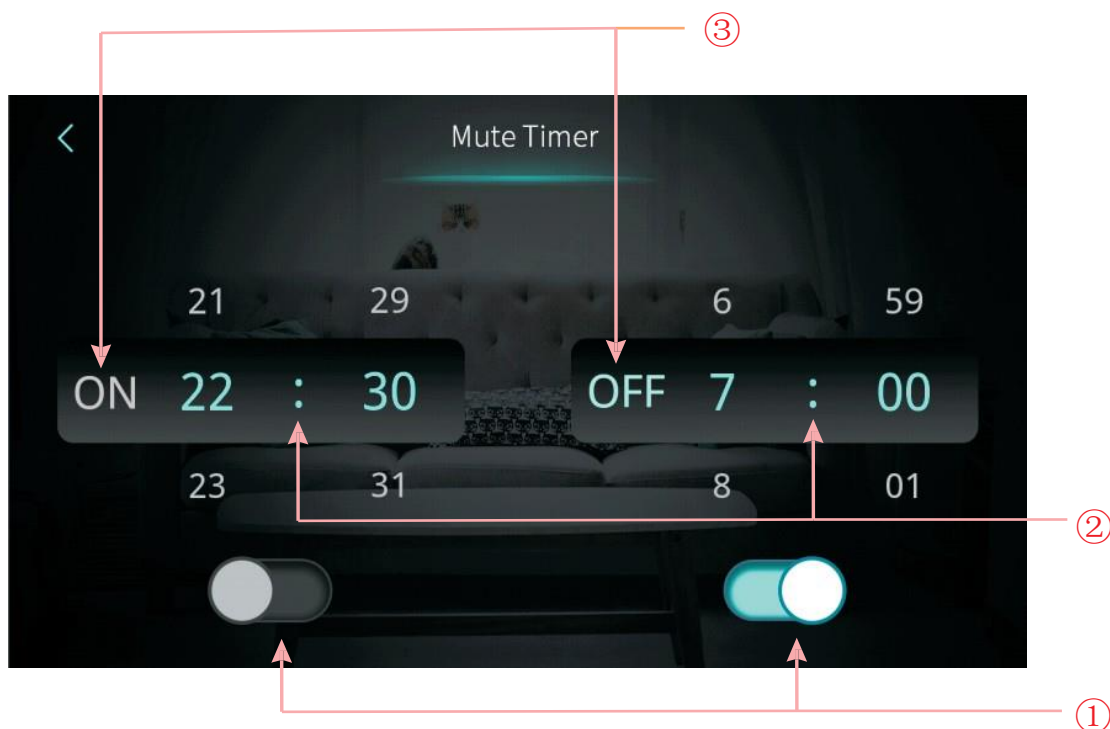 ③
<
Mute Timer
21 29 6 59
ON 22 : 30 OFF 7 : 00
23 31 8 01
②
①